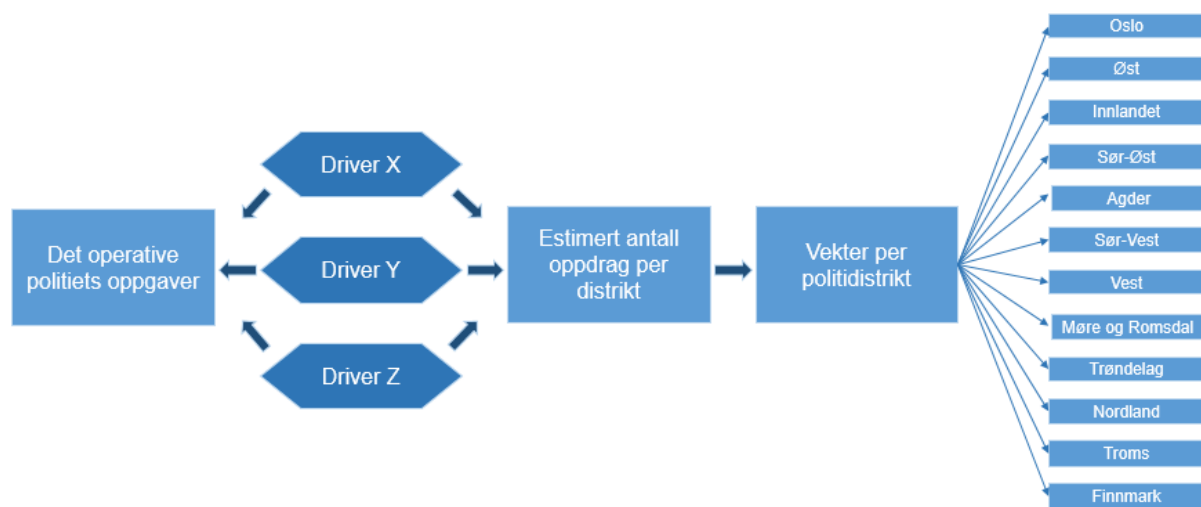 Det operative
politiets oppgaver
Driver X
Driver Y
Driver Z
Estimert antall
oppdrag per
distrikt
Vekter per
politidistrikt
Oslo
Øst
Innlandet
Sør-Øst
Agder
Sør-Vest
Vest
Møre og Romsdal
Trøndelag
Nordland
Troms
Finnmark